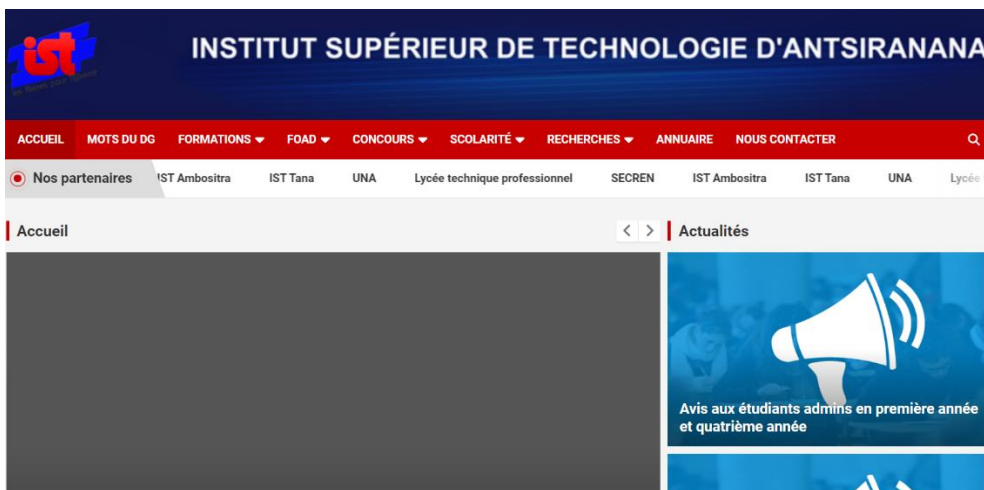 ist
INSTITUT SUPÉRIEUR DE TECHNOLOGIE D'ANTSIRANANA
ACCUEIL MOTS DU DG FORMATIONS FOAD CONCOURS SCOLARITÉ RECHERCHES ANNUAIRE NOUS CONTACTER
Nos partenaires IST Ambositra IST Tana UNA Lycée technique professionnel SECREN IST Ambositra IST Tana UNA Lycée
Accueil
Actualités
Avis aux étudiants admins en première année
et quatrième année